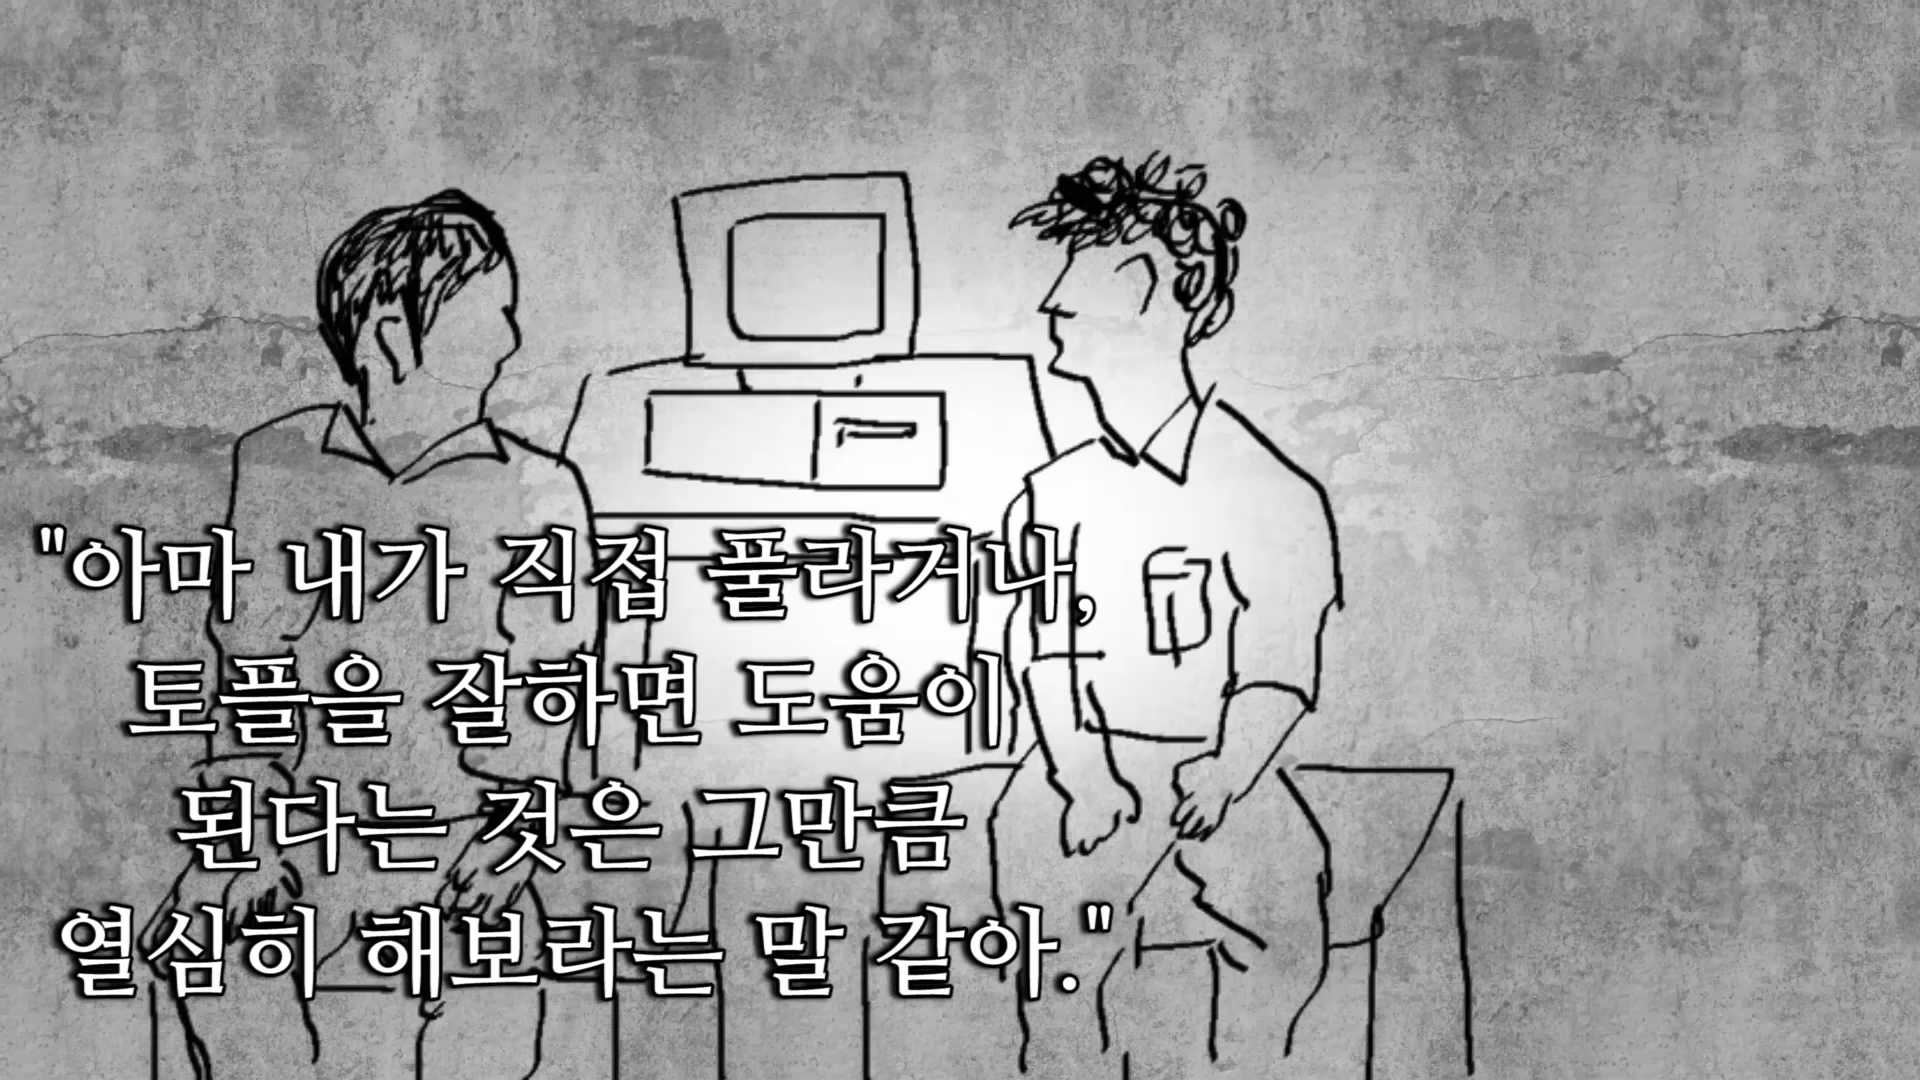 "아마 내가 직접 풀라거나,
토플을 잘하면 도움이
된다는 것은 그만큼
열심히 해보라는 말 같아."